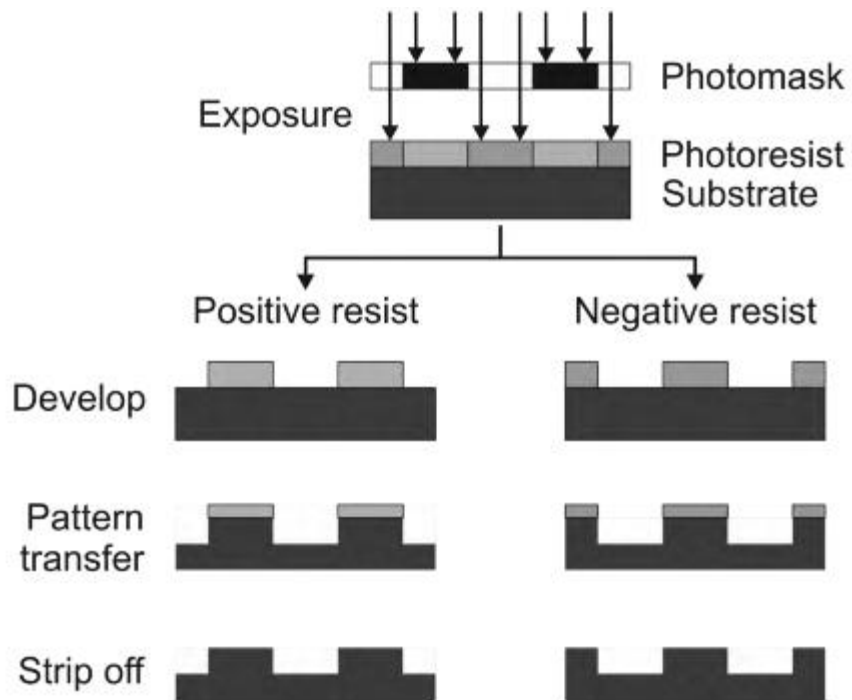 Photomask
Exposure
Photoresist
Substrate
Positive resist
Negative resist
Develop
Pattern
transfer
Strip off